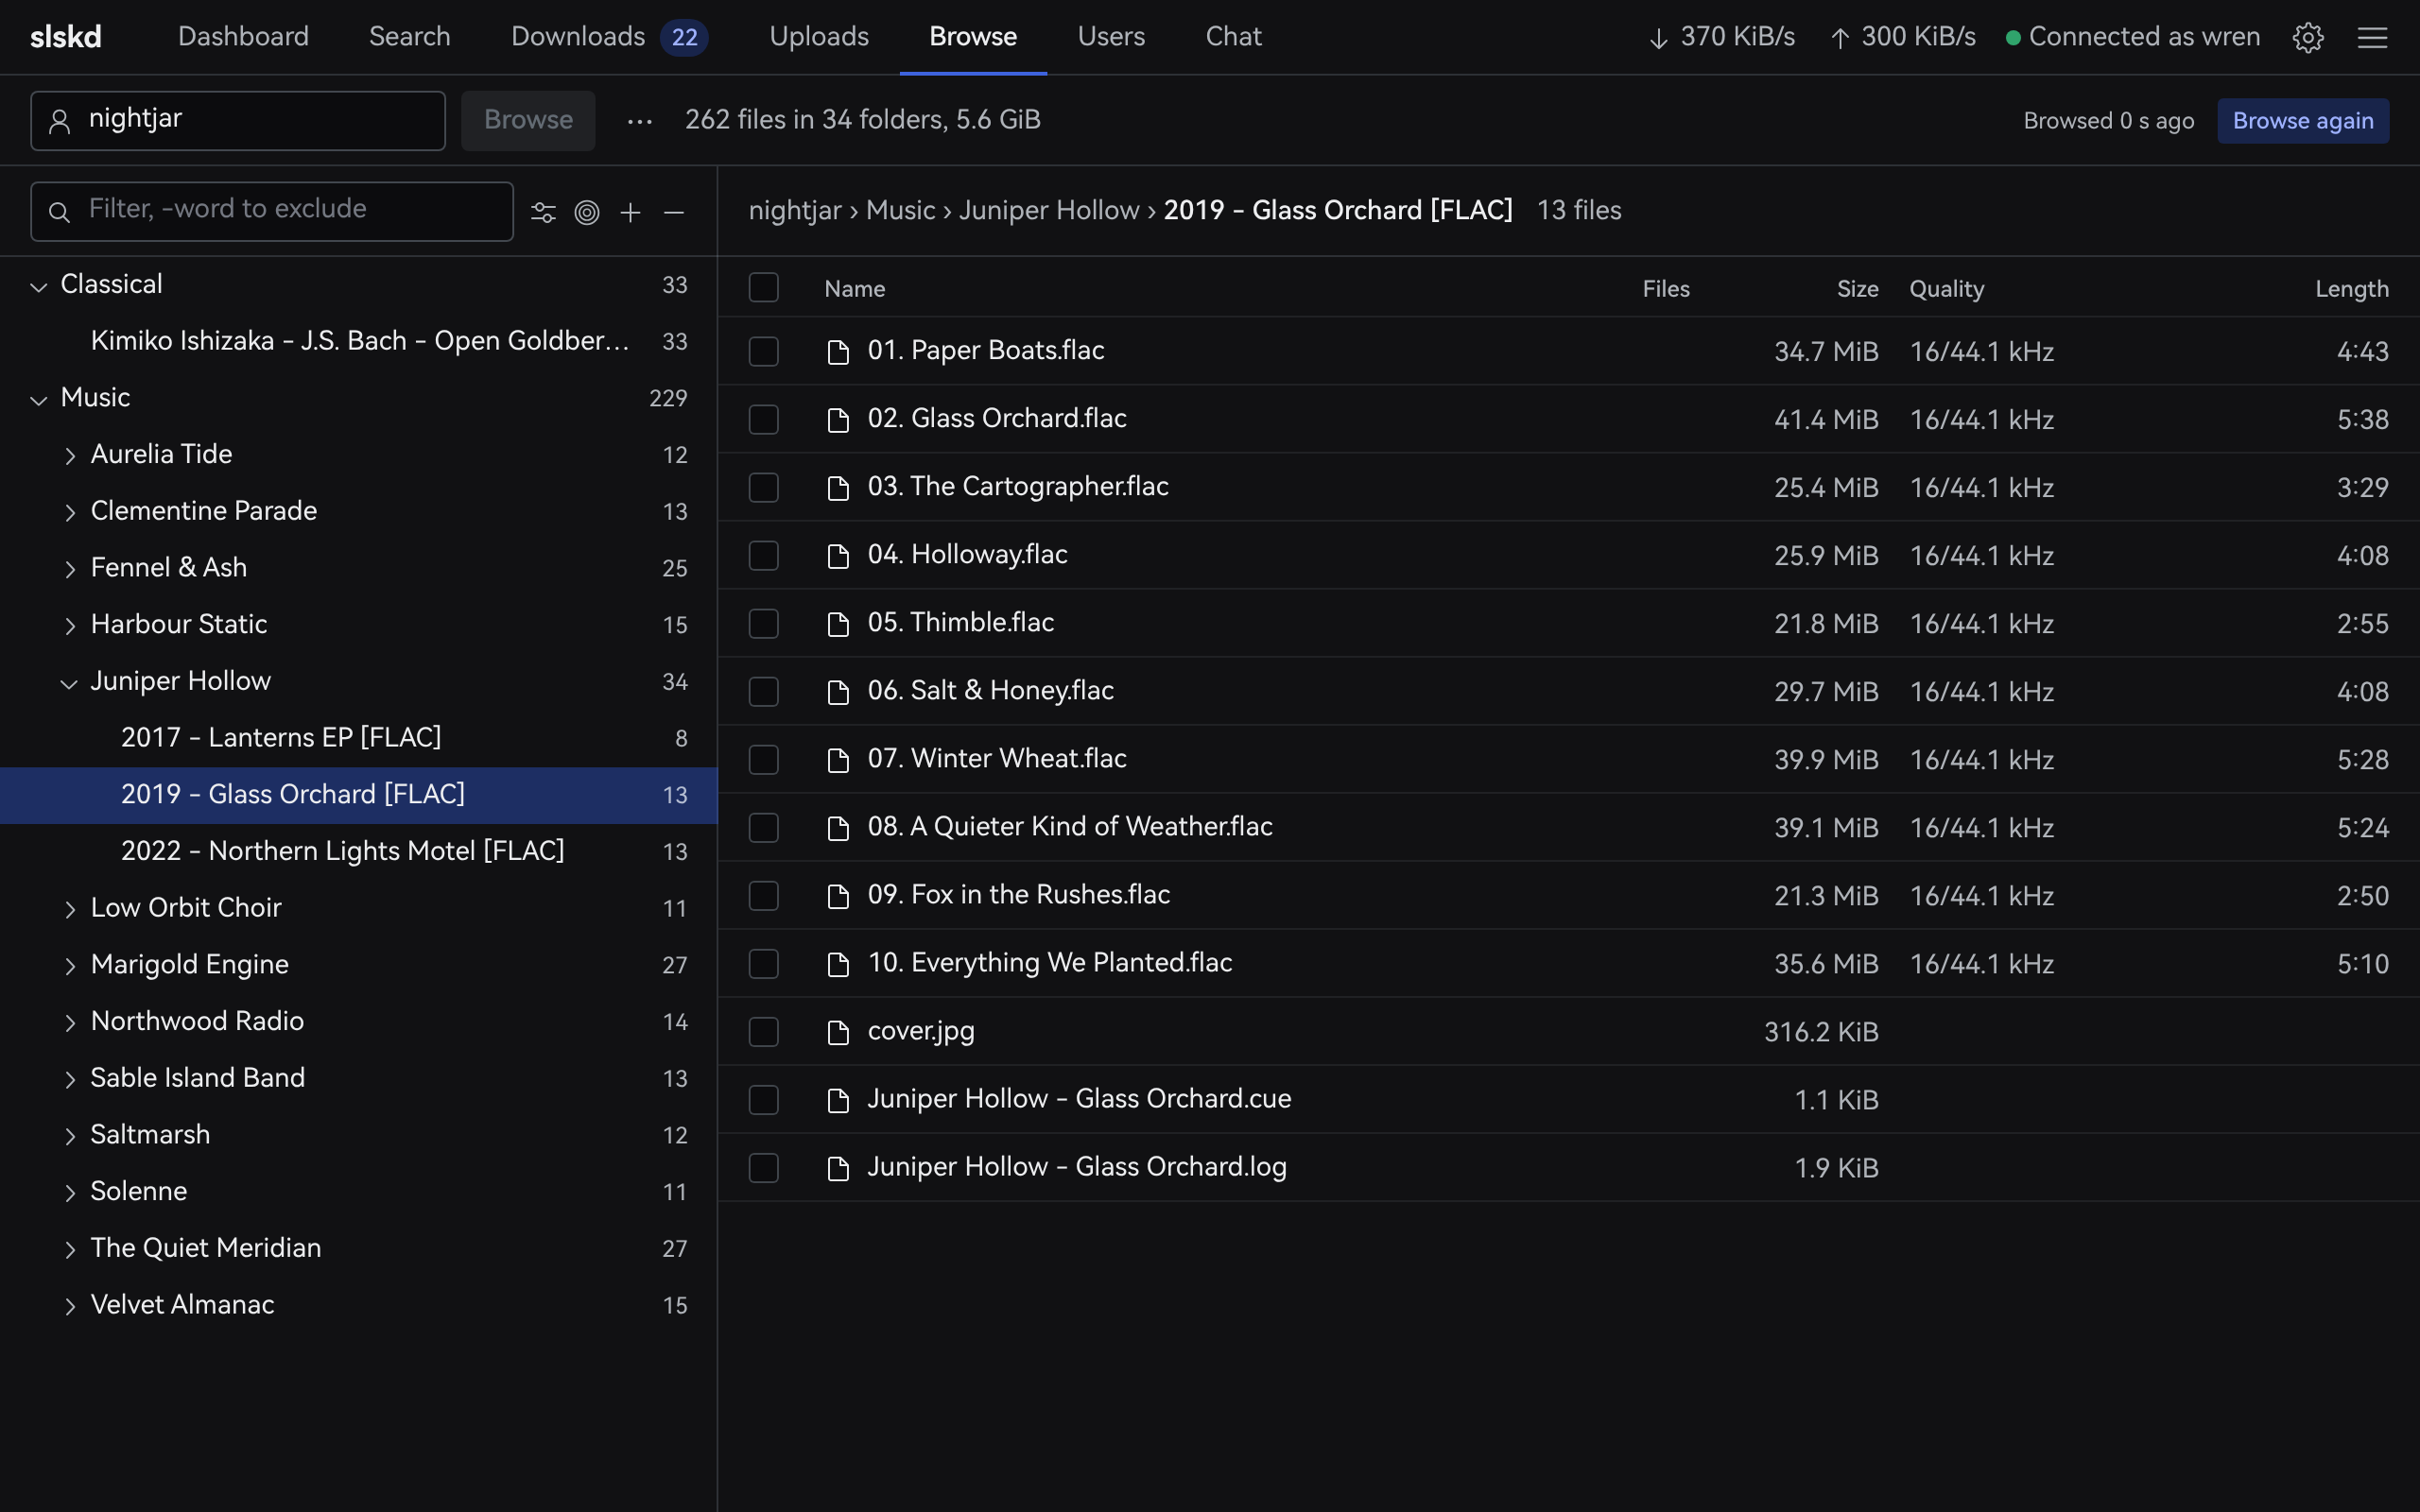 slskd Dashboard Search Downloads 22 Uploads Browse Users Chat 370 KiB/s 300 KiB/s Connected as wren
nightjar Browse ... 262 files in 34 folders, 5.6 GiB Browsed 0 s ago Browse again
Filter, -word to exclude
Classical 33
Kimiko Ishizaka - J.S. Bach - Open Goldber... 33
Music 229
Aurelia Tide 12
Clementine Parade 13
Fennel & Ash 25
Harbour Static 15
Juniper Hollow 34
2017 - Lanterns EP [FLAC] 8
2019 - Glass Orchard [FLAC] 13
2022 - Northern Lights Motel [FLAC] 13
Low Orbit Choir 11
Marigold Engine 27
Northwood Radio 14
Sable Island Band 13
Saltmarsh 12
Solenne 11
The Quiet Meridian 27
Velvet Almanac 15
nightjar › Music › Juniper Hollow › 2019 - Glass Orchard [FLAC] 13 files
Name Files Size Quality Length
01. Paper Boats.flac 34.7 MiB 16/44.1 kHz 4:43
02. Glass Orchard.flac 41.4 MiB 16/44.1 kHz 5:38
03. The Cartographer.flac 25.4 MiB 16/44.1 kHz 3:29
04. Holloway.flac 25.9 MiB 16/44.1 kHz 4:08
05. Thimble.flac 21.8 MiB 16/44.1 kHz 2:55
06. Salt & Honey.flac 29.7 MiB 16/44.1 kHz 4:08
07. Winter Wheat.flac 39.9 MiB 16/44.1 kHz 5:28
08. A Quieter Kind of Weather.flac 39.1 MiB 16/44.1 kHz 5:24
09. Fox in the Rushes.flac 21.3 MiB 16/44.1 kHz 2:50
10. Everything We Planted.flac 35.6 MiB 16/44.1 kHz 5:10
cover.jpg 316.2 KiB
Juniper Hollow - Glass Orchard.cue 1.1 KiB
Juniper Hollow - Glass Orchard.log 1.9 KiB